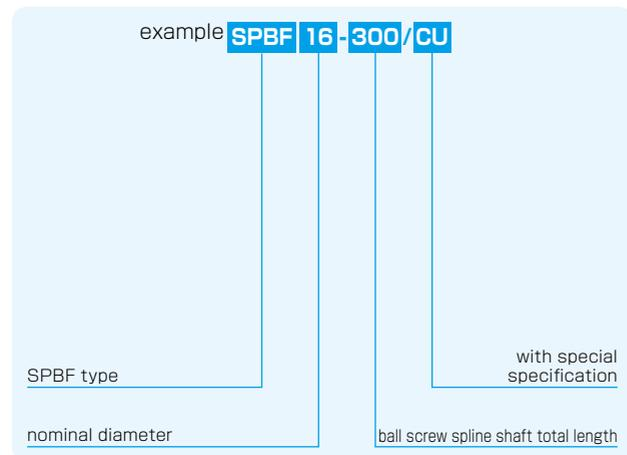 example SPBF 16 - 300 / CU
with special
specification
SPBF type
nominal diameter
ball screw spline shaft total length